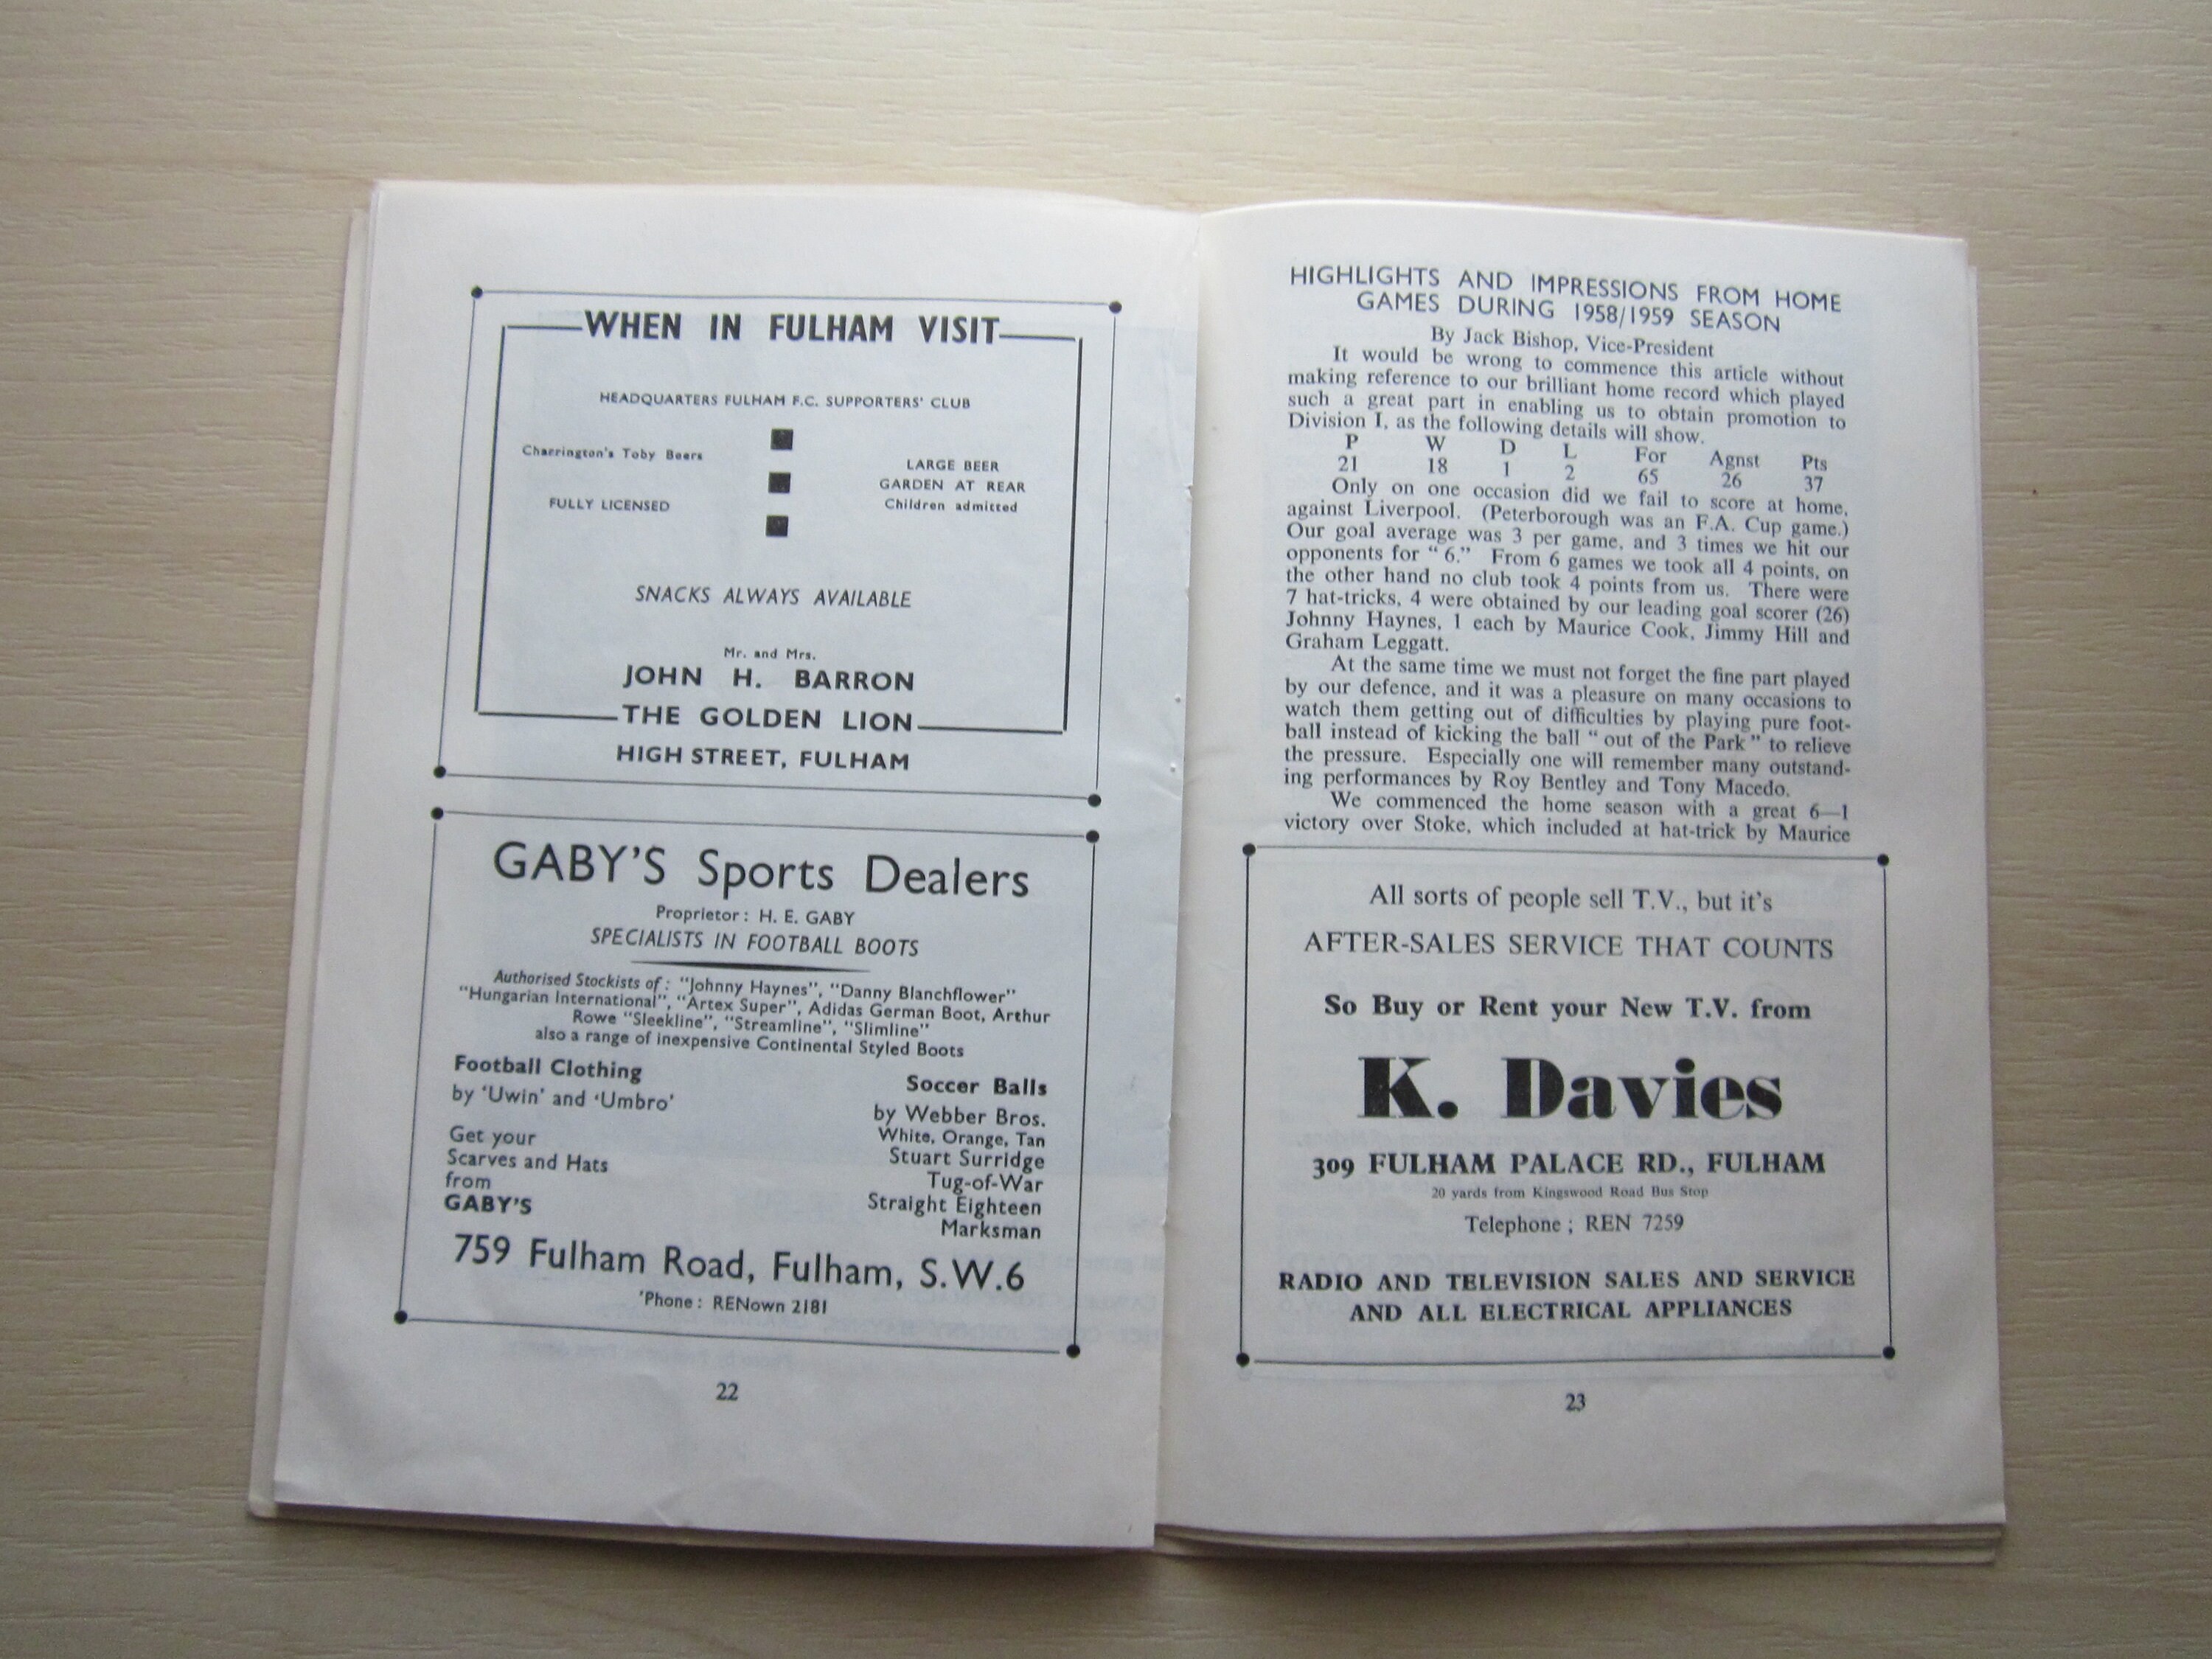 WHEN IN FULHAM VISIT
HEADQUARTERS FULHAM F.C. SUPPORTERS' CLUB
Charrington's Toby Beers
FULLY LICENSED
LARGE BEER
GARDEN AT REAR
Children admitted
SNACKS ALWAYS AVAILABLE
Mr. and Mrs.
JOHN H. BARRON
THE GOLDEN LION
HIGH STREET, FULHAM
GABY'S Sports Dealers
Proprietor: H. E. GABY
SPECIALISTS IN FOOTBALL BOOTS
Authorised Stockists of: "Johnny Haynes", "Danny Blanchflower"
"Hungarian International", "Artex Super", Adidas German Boot, Arthur
Rowe "Sleekline", "Streamline", "Slimline"
also a range of inexpensive Continental Styled Boots
Football Clothing
by 'Uwin' and 'Umbro'
Get your
Scarves and Hats
from
GABY'S
Soccer Balls
by Webber Bros.
White, Orange, Tan
Stuart Surridge
Tug-of-War
Straight Eighteen
Marksman
759 Fulham Road, Fulham, S.W.6
'Phone: RENown 2181
22
HIGHLIGHTS AND IMPRESSIONS FROM HOME
GAMES DURING 1958/1959 SEASON
By Jack Bishop, Vice-President
It would be wrong to commence this article without
making reference to our brilliant home record which played
such a great part in enabling us to obtain promotion to
Division I, as the following details will show.
P W D L For Agnst Pts
21 18 1 2 65 26 37
Only on one occasion did we fail to score at home,
against Liverpool. (Peterborough was an F.A. Cup game.)
Our goal average was 3 per game, and 3 times we hit our
opponents for "6." From 6 games we took all 4 points, on
the other hand no club took 4 points from us. There were
7 hat-tricks, 4 were obtained by our leading goal scorer (26)
Johnny Haynes, 1 each by Maurice Cook, Jimmy Hill and
Graham Leggatt.
At the same time we must not forget the fine part played
by our defence, and it was a pleasure on many occasions to
watch them getting out of difficulties by playing pure foot-
ball instead of kicking the ball "out of the Park" to relieve
the pressure. Especially one will remember many outstand-
ing performances by Roy Bentley and Tony Macedo.
We commenced the home season with a great 6—1
victory over Stoke, which included at hat-trick by Maurice
All sorts of people sell T.V., but it's
AFTER-SALES SERVICE THAT COUNTS
So Buy or Rent your New T.V. from
K. Davies
309 FULHAM PALACE RD., FULHAM
20 yards from Kingswood Road Bus Stop
Telephone; REN 7259
RADIO AND TELEVISION SALES AND SERVICE
AND ALL ELECTRICAL APPLIANCES
23